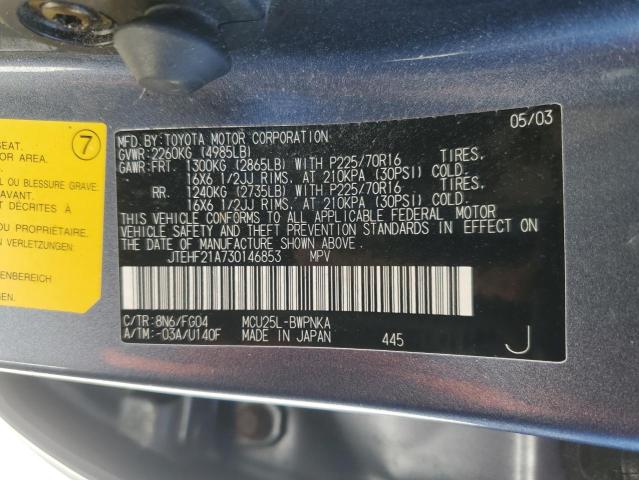 7
SEAT.
OR AREA.
L OU BLESSURE GRAVE
AVANT.
T DÉCRITES À
U PROPRIÉTAIRE.
N VERLETZUNGEN.
EBENEN POSITION
05/03
MFD. BY: TOYOTA MOTOR CORPORATION
GVWR: 2260KG (4985LB)
GAWR: FRT 1300KG (2865LB) WITH P225/70R16 TIRES,
16X6 1/2JJ RIMS, AT 210KPA (30PSI) COLD.
RR. 1240KG (2735LB) WITH P225/70R16 TIRES,
16X6 1/2JJ RIMS, AT 210KPA (30PSI) COLD.
THIS VEHICLE CONFORMS TO ALL APPLICABLE FEDERAL MOTOR
VEHICLE SAFETY AND THEFT PREVENTION STANDARDS IN EFFECT ON
THE DATE OF MANUFACTURE SHOWN ABOVE.
JTEHF21A730146853 MPV
C/TR: 8N6/FG04 MCU25L-BWPNKA
A/TM: -03A/U140F MADE IN JAPAN 445
J